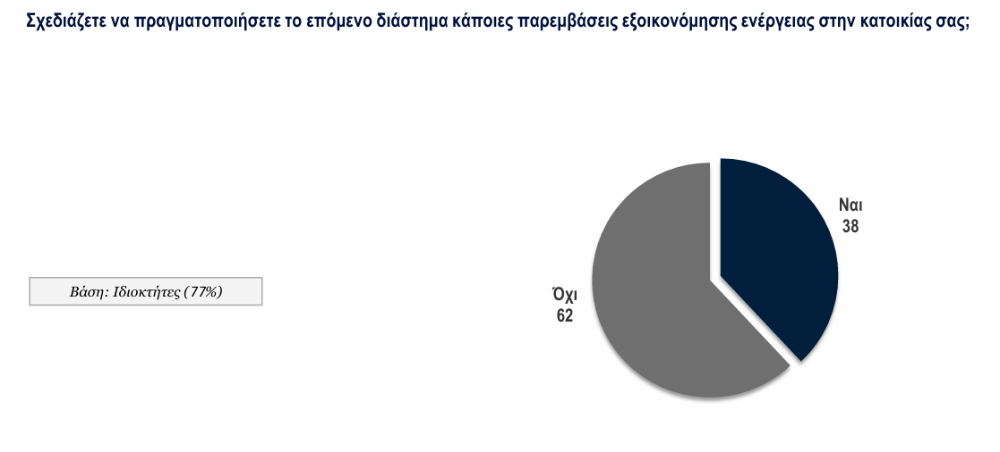 Σχεδιάζετε να πραγματοποιήσετε το επόμενο διάστημα κάποιες παρεμβάσεις εξοικονόμησης ενέργειας στην κατοικίας σας;
Ναι
38
Βάση: Ιδιοκτήτες (77%)
Όχι
62